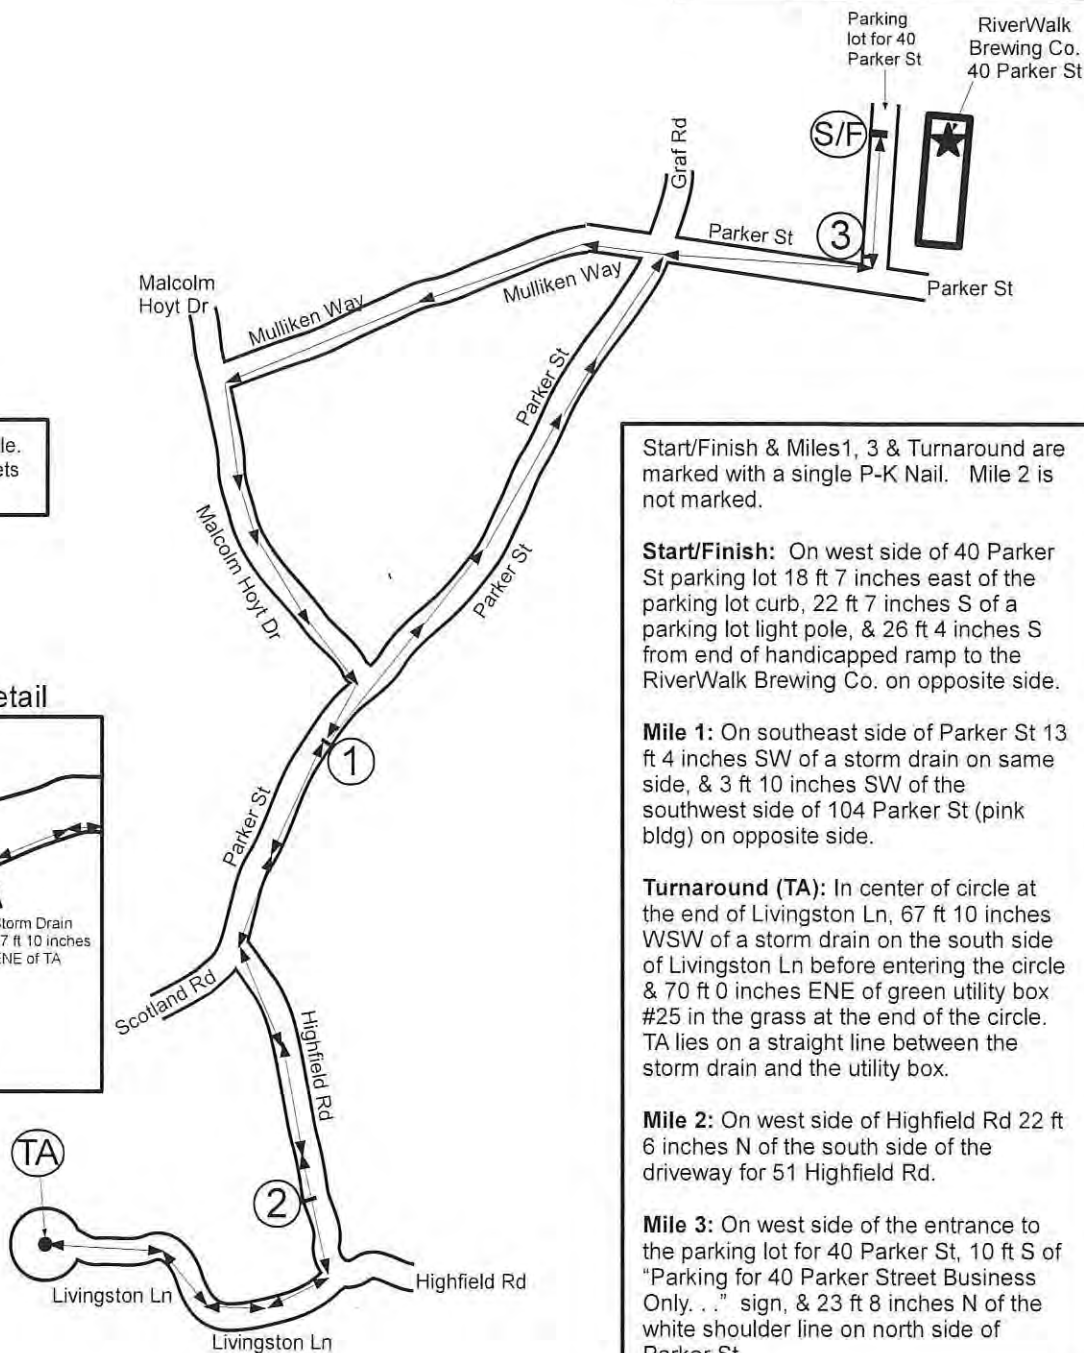 Parking
lot for 40
Parker St
RiverWalk
Brewing Co.
40 Parker St
S/F
Graf Rd
3
Parker St
Parker St
Malcolm
Hoyt Dr
Mulliken Way
Mulliken Way
Parker St
Malcolm Hoyt Dr
Parker St
1
Parker St
Scotland Rd
Highfield Rd
TA
2
Livingston Ln
Livingston Ln
Highfield Rd
le.
ets
etail
Storm Drain
7 ft 10 inches
ENE of TA
Start/Finish & Miles1, 3 & Turnaround are
marked with a single P-K Nail. Mile 2 is
not marked.
Start/Finish: On west side of 40 Parker
St parking lot 18 ft 7 inches east of the
parking lot curb, 22 ft 7 inches S of a
parking lot light pole, & 26 ft 4 inches S
from end of handicapped ramp to the
RiverWalk Brewing Co. on opposite side.
Mile 1: On southeast side of Parker St 13
ft 4 inches SW of a storm drain on same
side, & 3 ft 10 inches SW of the
southwest side of 104 Parker St (pink
bldg) on opposite side.
Turnaround (TA): In center of circle at
the end of Livingston Ln, 67 ft 10 inches
WSW of a storm drain on the south side
of Livingston Ln before entering the circle
& 70 ft 0 inches ENE of green utility box
#25 in the grass at the end of the circle.
TA lies on a straight line between the
storm drain and the utility box.
Mile 2: On west side of Highfield Rd 22 ft
6 inches N of the south side of the
driveway for 51 Highfield Rd.
Mile 3: On west side of the entrance to
the parking lot for 40 Parker St, 10 ft S of
"Parking for 40 Parker Street Business
Only. . ." sign, & 23 ft 8 inches N of the
white shoulder line on north side of
Parker St